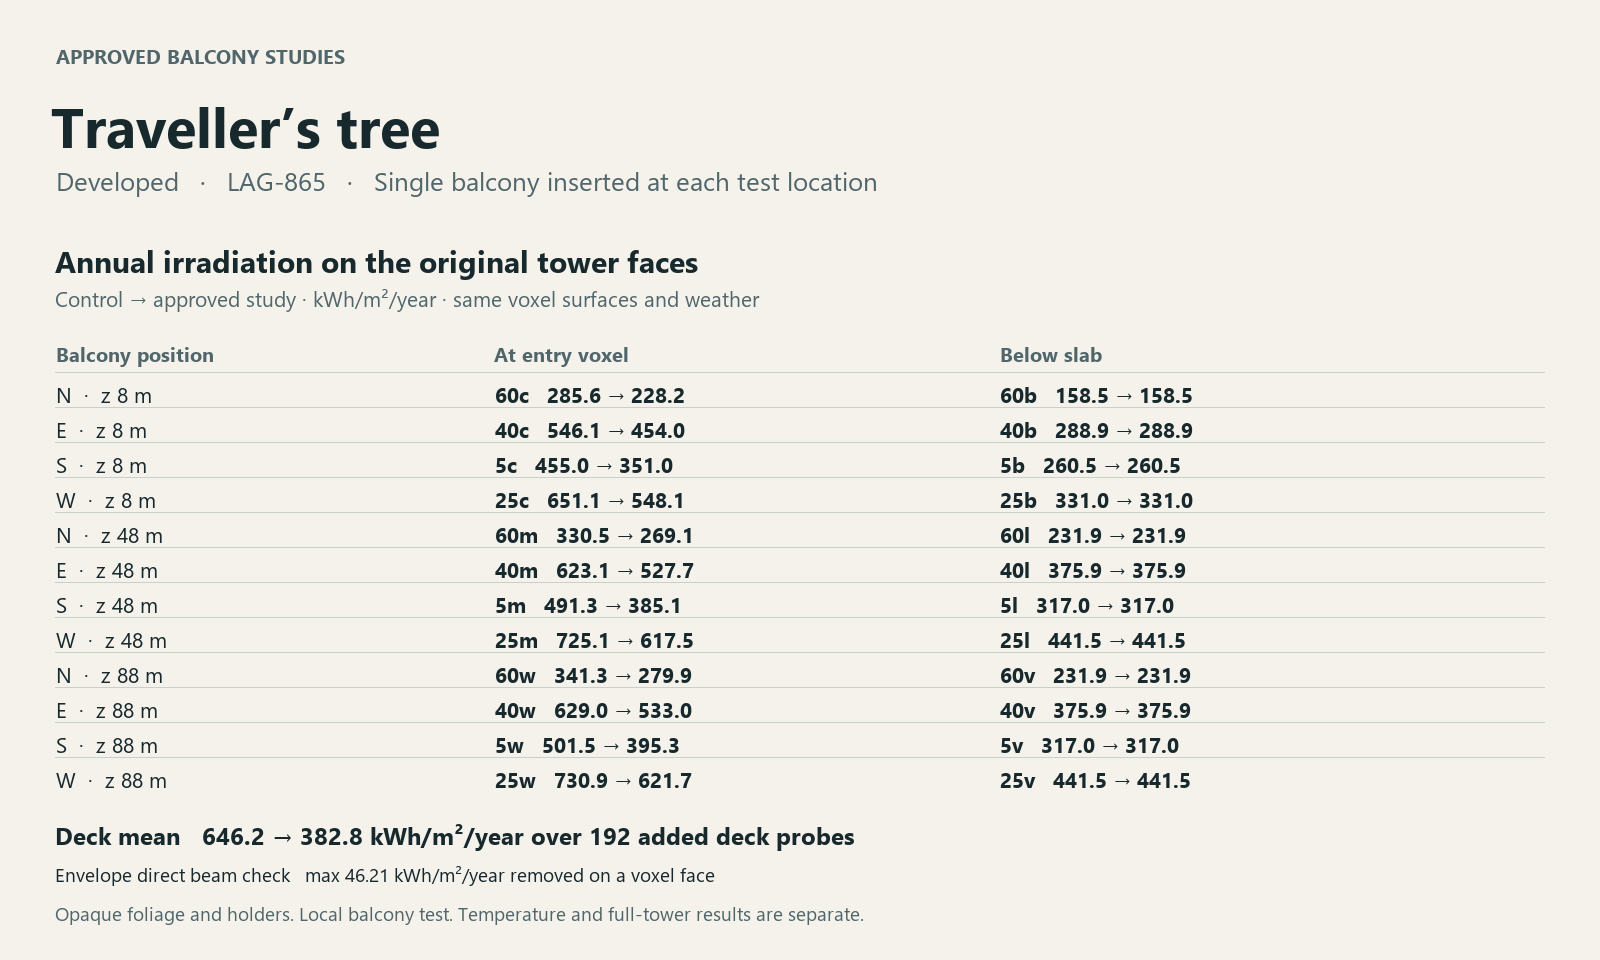 APPROVED BALCONY STUDIES
Traveller’s tree
Developed · LAG-865 · Single balcony inserted at each test location
Annual irradiation on the original tower faces
Control → approved study · kWh/m²/year · same voxel surfaces and weather
Balcony position At entry voxel Below slab
N · z 8 m 60c 285.6 → 228.2 60b 158.5 → 158.5
E · z 8 m 40c 546.1 → 454.0 40b 288.9 → 288.9
S · z 8 m 5c 455.0 → 351.0 5b 260.5 → 260.5
W · z 8 m 25c 651.1 → 548.1 25b 331.0 → 331.0
N · z 48 m 60m 330.5 → 269.1 60l 231.9 → 231.9
E · z 48 m 40m 623.1 → 527.7 40l 375.9 → 375.9
S · z 48 m 5m 491.3 → 385.1 5l 317.0 → 317.0
W · z 48 m 25m 725.1 → 617.5 25l 441.5 → 441.5
N · z 88 m 60w 341.3 → 279.9 60v 231.9 → 231.9
E · z 88 m 40w 629.0 → 533.0 40v 375.9 → 375.9
S · z 88 m 5w 501.5 → 395.3 5v 317.0 → 317.0
W · z 88 m 25w 730.9 → 621.7 25v 441.5 → 441.5
Deck mean 646.2 → 382.8 kWh/m²/year over 192 added deck probes
Envelope direct beam check max 46.21 kWh/m²/year removed on a voxel face
Opaque foliage and holders. Local balcony test. Temperature and full-tower results are separate.